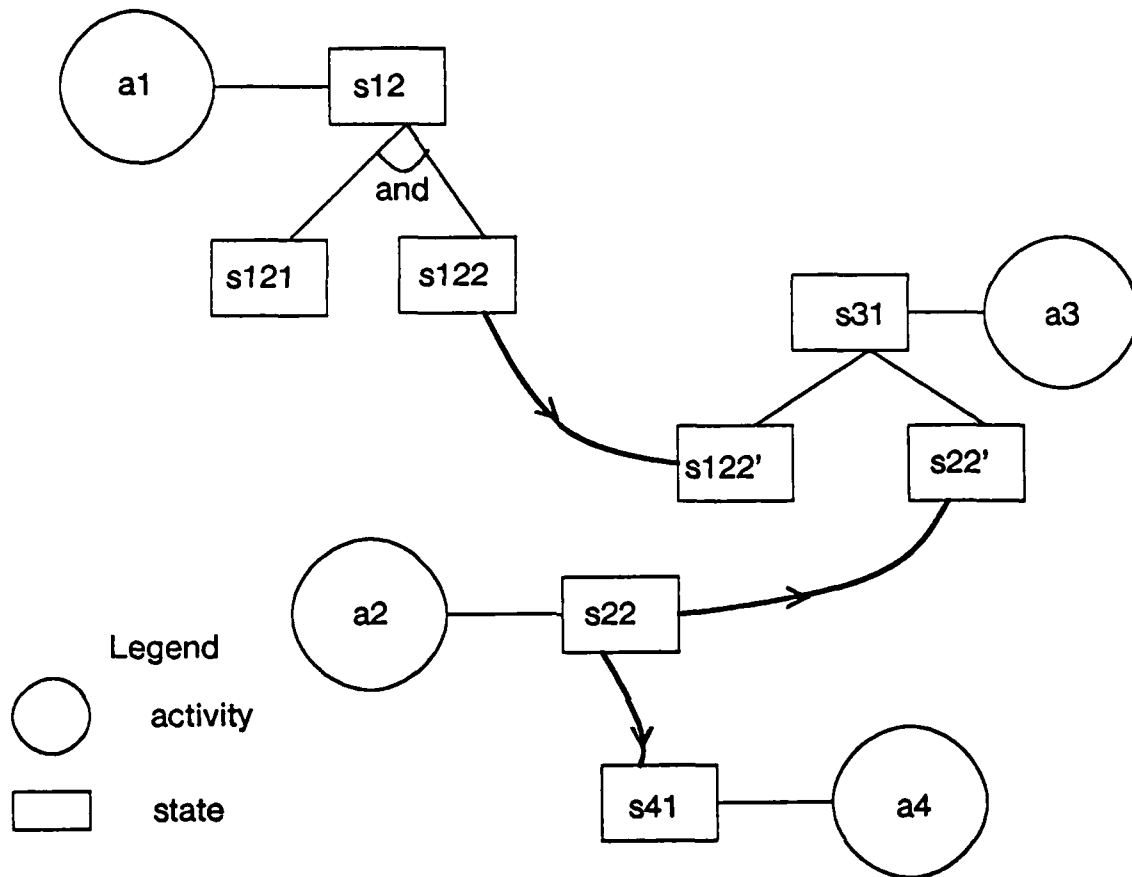 a1
s12
and
s121
s122
s31
a3
s122'
s22'
a2
s22
Legend
activity
state
s41
a4